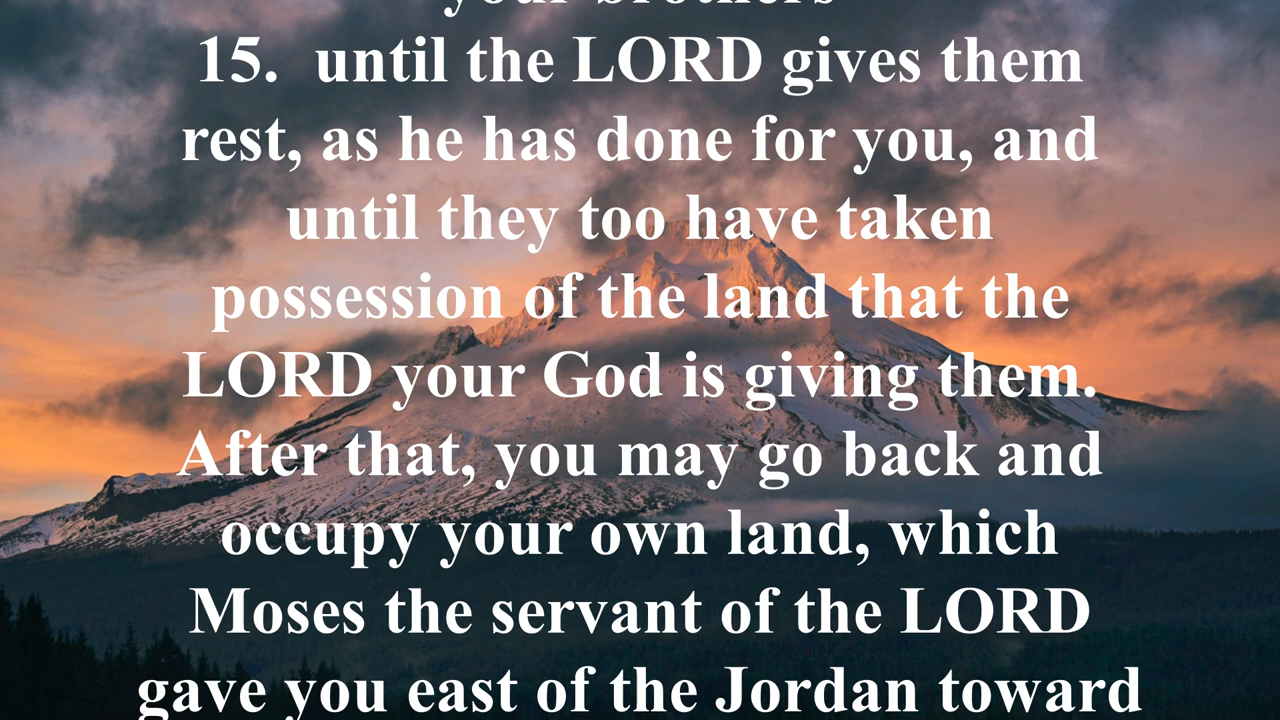 your brothers
15. until the LORD gives them
rest, as he has done for you, and
until they too have taken
possession of the land that the
LORD your God is giving them.
After that, you may go back and
occupy your own land, which
Moses the servant of the LORD
gave you east of the Jordan toward